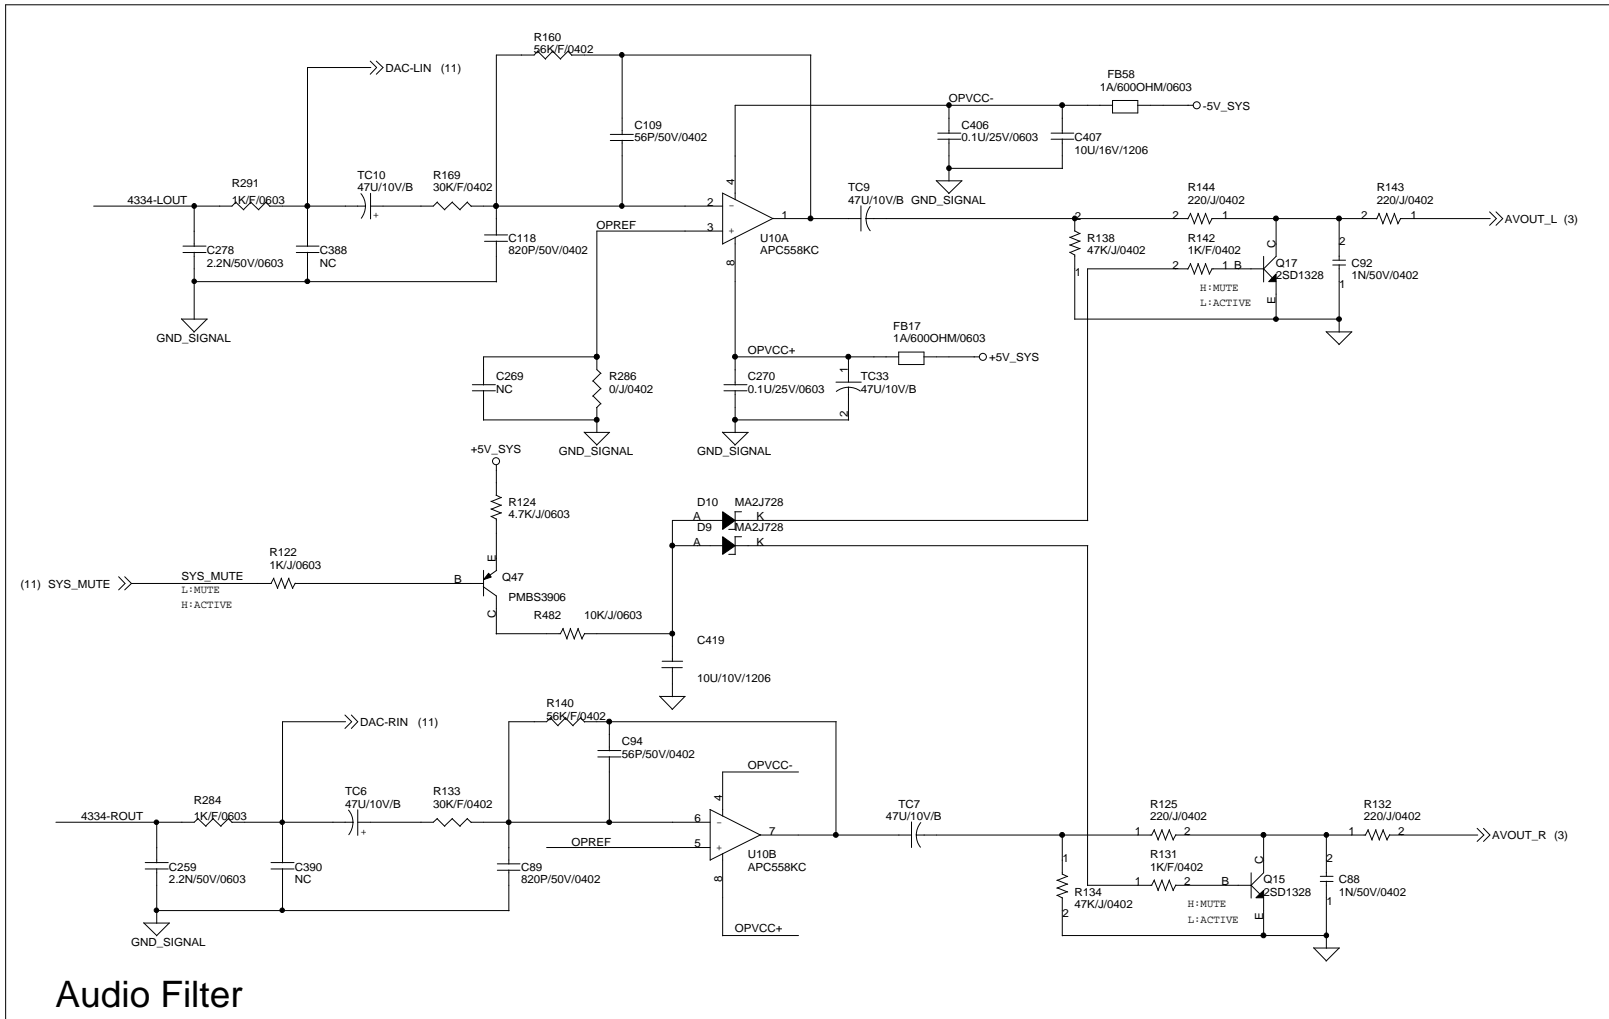 R160
56K/F/0402
DAC-LIN (11)
FB58
1A/600OHM/0603
OPVCC-
-5V_SYS
C109
56P/50V/0402
C406
0.1U/25V/0603
C407
10U/16V/1206
GND_SIGNAL
4334-LOUT
R291
1K/F/0603
TC10
47U/10V/B
+
R169
30K/F/0402
C278
2.2N/50V/0603
C388
NC
C118
820P/50V/0402
GND_SIGNAL
OPREF
2
-
3
+
4
8
1
U10A
APC558KC
TC9
47U/10V/B
2
R138
47K/J/0402
1
R144
220/J/0402
2
1
R142
1K/F/0402
2
1
B
C
E
Q17
2SD1328
H:MUTE
L:ACTIVE
2
C92
1N/50V/0402
1
R143
220/J/0402
2
1
AVOUT_L (3)
C269
NC
R286
0/J/0402
GND_SIGNAL
OPVCC+
FB17
1A/600OHM/0603
+5V_SYS
C270
0.1U/25V/0603
1
TC33
47U/10V/B
2
GND_SIGNAL
+5V_SYS
R124
4.7K/J/0603
(11) SYS_MUTE
SYS_MUTE
L:MUTE
H:ACTIVE
R122
1K/J/0603
B
E
C
Q47
PMBS3906
R482
10K/J/0603
D10
MA2J728
A
K
D9
MA2J728
A
K
C419
10U/10V/1206
R140
56K/F/0402
DAC-RIN (11)
C94
56P/50V/0402
4334-ROUT
R284
1K/F/0603
TC6
47U/10V/B
+
R133
30K/F/0402
C259
2.2N/50V/0603
C390
NC
C89
820P/50V/0402
GND_SIGNAL
OPVCC-
OPREF
6
-
5
+
4
8
7
U10B
APC558KC
OPVCC+
TC7
47U/10V/B
1
R134
47K/J/0402
2
R125
220/J/0402
1
2
R131
1K/F/0402
1
2
B
C
E
Q15
2SD1328
H:MUTE
L:ACTIVE
2
C88
1N/50V/0402
1
R132
220/J/0402
1
2
AVOUT_R (3)
Audio Filter